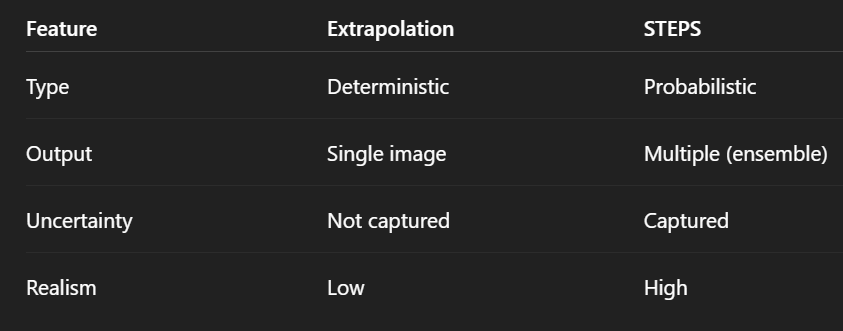 Feature Extrapolation STEPS
Type Deterministic Probabilistic
Output Single image Multiple (ensemble)
Uncertainty Not captured Captured
Realism Low High